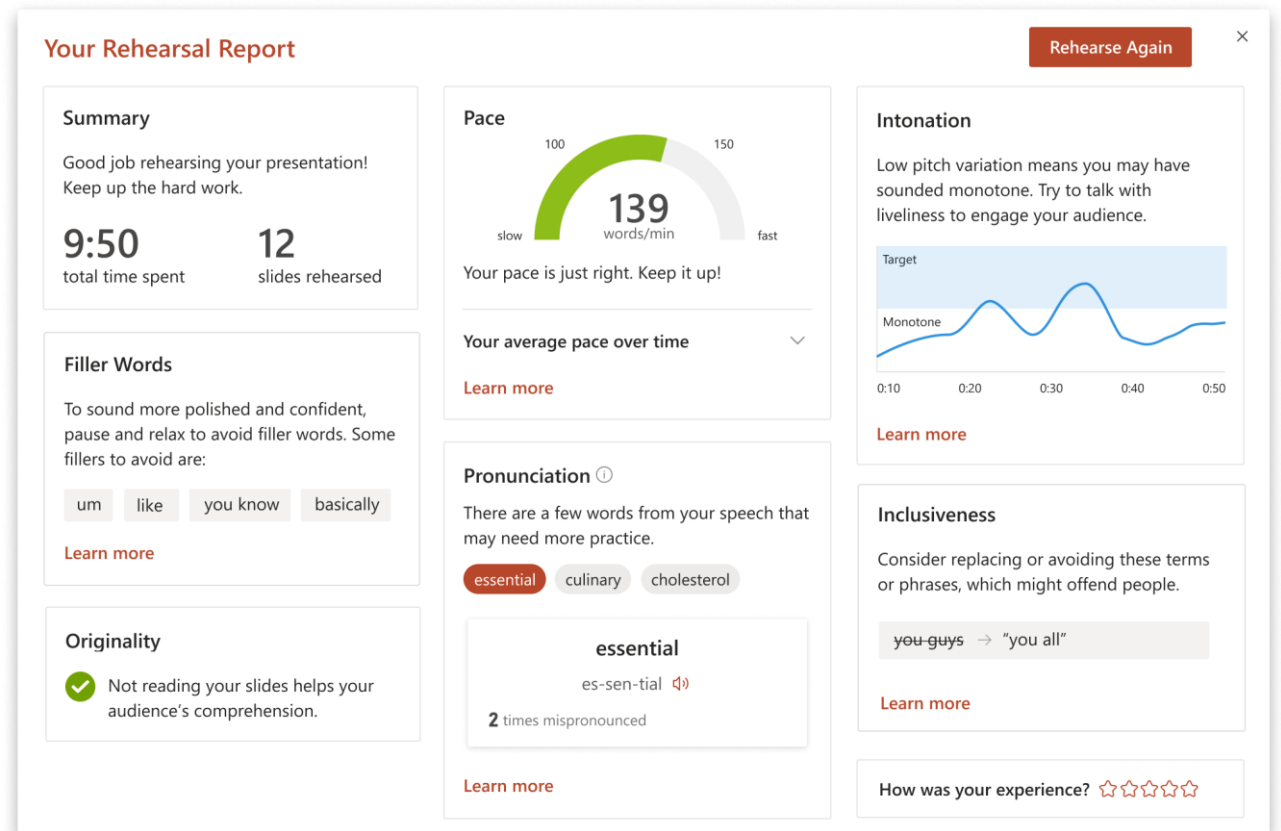 Your Rehearsal Report
Rehearse Again
Summary
Good job rehearsing your presentation!
Keep up the hard work.
9:50
total time spent
12
slides rehearsed
Filler Words
To sound more polished and confident,
pause and relax to avoid filler words. Some
fillers to avoid are:
um like you know basically
Learn more
Originality
Not reading your slides helps your
audience's comprehension.
Pace
100
150
139
words/min
slow
fast
Your pace is just right. Keep it up!
Your average pace over time
Learn more
Pronunciation
There are a few words from your speech that
may need more practice.
essential culinary cholesterol
essential
es-sen-tial
2 times mispronounced
Learn more
Intonation
Low pitch variation means you may have
sounded monotone. Try to talk with
liveliness to engage your audience.
Target
Monotone
0:10 0:20 0:30 0:40 0:50
Learn more
Inclusiveness
Consider replacing or avoiding these terms
or phrases, which might offend people.
you guys → “you all”
Learn more
How was your experience?